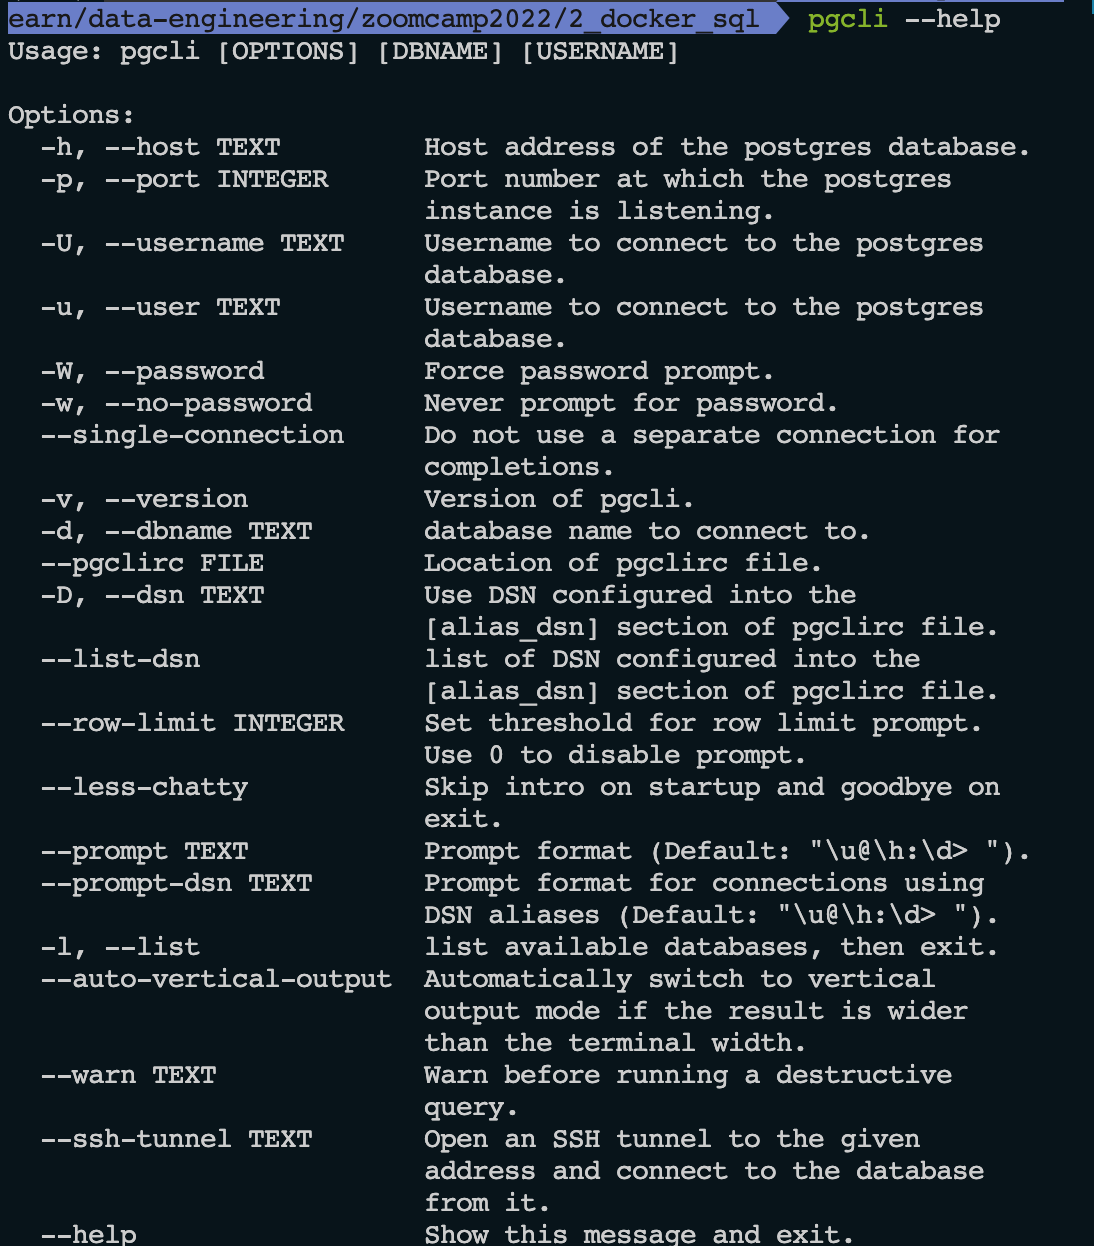 earn/data-engineering/zoomcamp2022/2_docker_sql pgcli --help
Usage: pgcli [OPTIONS] [DBNAME] [USERNAME]
Options:
-h, --host TEXT Host address of the postgres database.
-p, --port INTEGER Port number at which the postgres
instance is listening.
-U, --username TEXT Username to connect to the postgres
database.
-u, --user TEXT Username to connect to the postgres
database.
-W, --password Force password prompt.
-w, --no-password Never prompt for password.
--single-connection Do not use a separate connection for
completions.
-v, --version Version of pgcli.
-d, --dbname TEXT database name to connect to.
--pgclirc FILE Location of pgclirc file.
-D, --dsn TEXT Use DSN configured into the
[alias_dsn] section of pgclirc file.
--list-dsn list of DSN configured into the
[alias_dsn] section of pgclirc file.
--row-limit INTEGER Set threshold for row limit prompt.
Use 0 to disable prompt.
--less-chatty Skip intro on startup and goodbye on
exit.
--prompt TEXT Prompt format (Default: "\u@\h:\d> ").
--prompt-dsn TEXT Prompt format for connections using
DSN aliases (Default: "\u@\h:\d> ").
-l, --list list available databases, then exit.
--auto-vertical-output Automatically switch to vertical
output mode if the result is wider
than the terminal width.
--warn TEXT Warn before running a destructive
query.
--ssh-tunnel TEXT Open an SSH tunnel to the given
address and connect to the database
from it.
--help Show this message and exit.